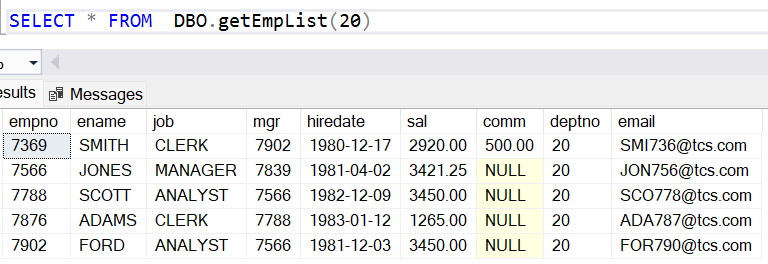 SELECT * FROM  DBO.getEmpList(20)
esults Messages
empno ename job mgr hiredate sal comm deptno email
7369 SMITH CLERK 7902 1980-12-17 2920.00 500.00 20 SMI736@tcs.com
7566 JONES MANAGER 7839 1981-04-02 3421.25 NULL 20 JON756@tcs.com
7788 SCOTT ANALYST 7566 1982-12-09 3450.00 NULL 20 SCO778@tcs.com
7876 ADAMS CLERK 7788 1983-01-12 1265.00 NULL 20 ADA787@tcs.com
7902 FORD ANALYST 7566 1981-12-03 3450.00 NULL 20 FOR790@tcs.com